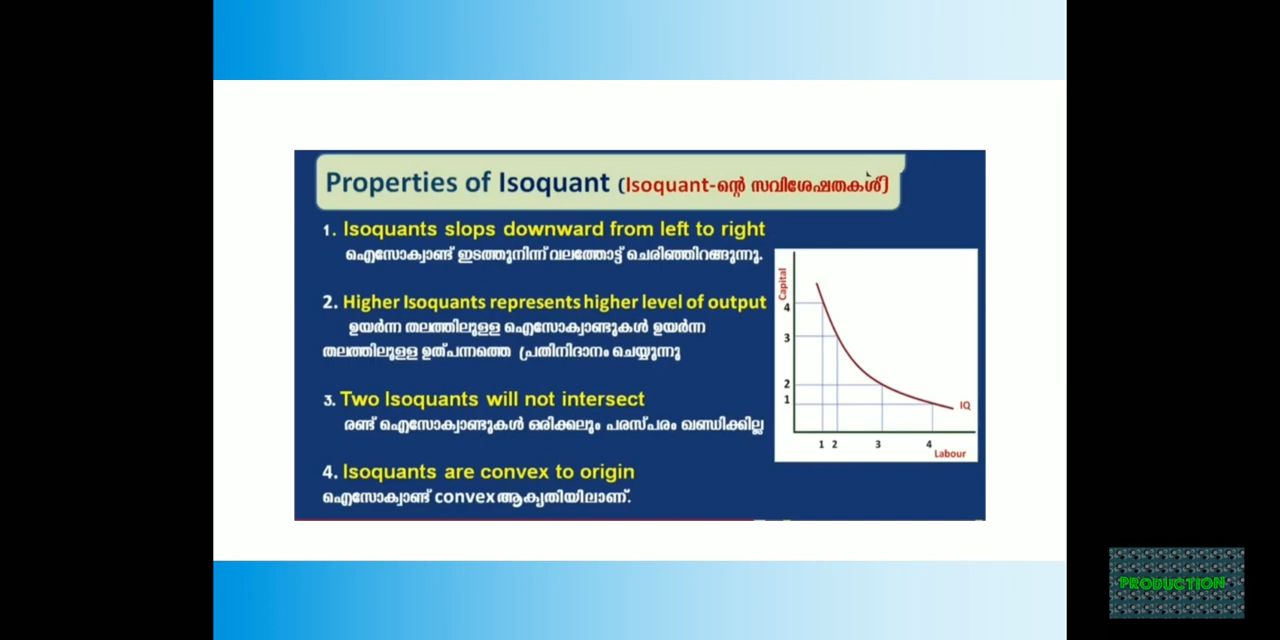 Properties of Isoquant (Isoquant-ന്റെ സവിശേഷതകൾ)
1. Isoquants slops downward from left to right
ഐസോക്വാണ്ട് ഇടത്തുനിന്ന് വലത്തോട്ട് ചെരിഞ്ഞിറങ്ങുന്നു.
2. Higher Isoquants represents higher level of output
ഉയർന്ന തലത്തിലുളള ഐസോക്വാണ്ടുകൾ ഉയർന്ന
തലത്തിലുളള ഉത്പന്നത്തെ പ്രതിനിദാനം ചെയ്യുന്നു
3. Two Isoquants will not intersect
രണ്ട് ഐസോക്വാണ്ടുകൾ ഒരിക്കലും പരസ്പരം ഖണ്ഡിക്കില്ല
4. Isoquants are convex to origin
ഐസോക്വാണ്ട് convex ആകൃതിയിലാണ്.
Capital
4
3
2
1
IQ
1 2 3 4
Labour
PRODUCTION